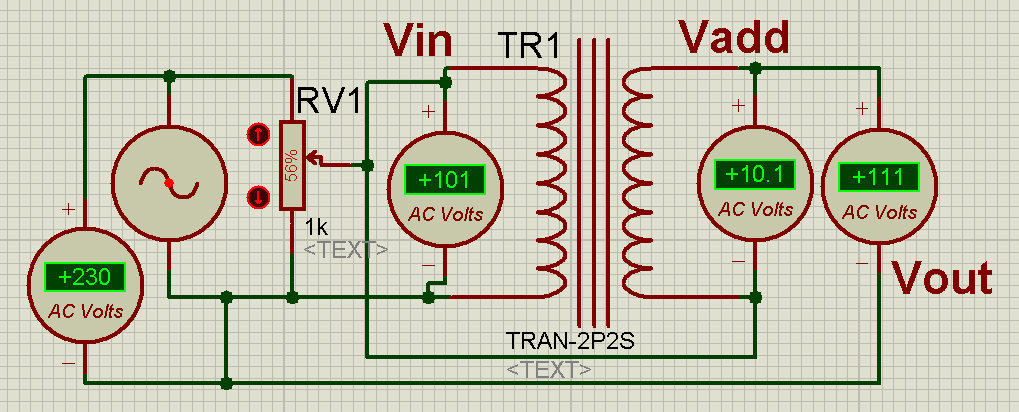 Vin
TR1
Vadd
RV1
56%
1k
<TEXT>
+230
AC Volts
+101
AC Volts
+10.1
AC Volts
+111
AC Volts
Vout
TRAN-2P2S
<TEXT>